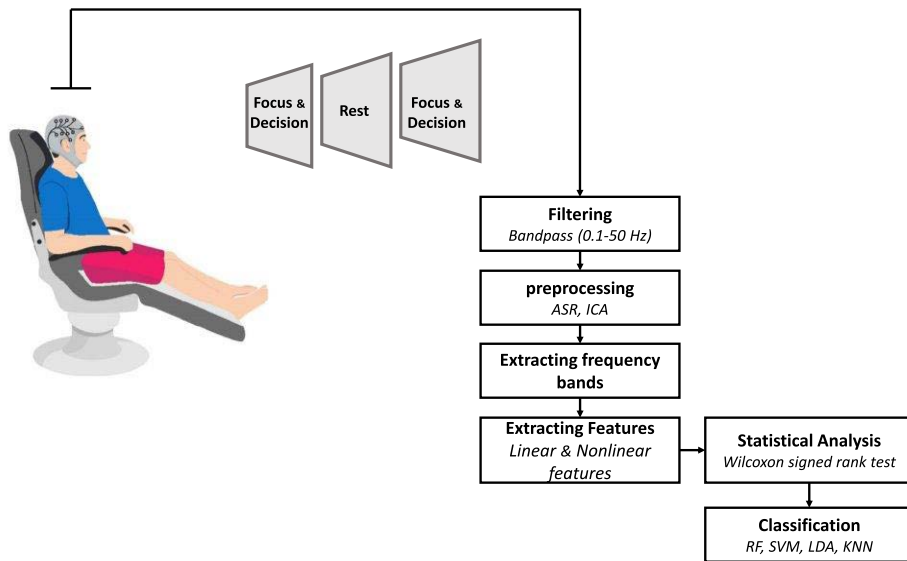 Focus &
Decision
Rest
Focus &
Decision
Filtering
Bandpass (0.1-50 Hz)
preprocessing
ASR, ICA
Extracting frequency
bands
Extracting Features
Linear & Nonlinear
features
Statistical Analysis
Wilcoxon signed rank test
Classification
RF, SVM, LDA, KNN